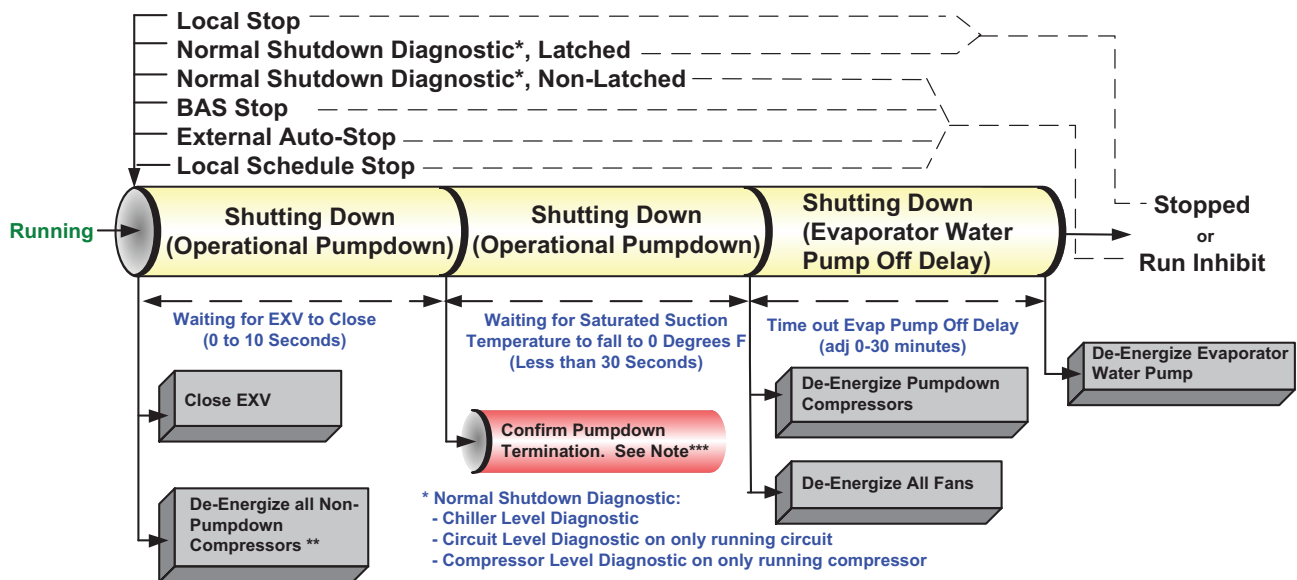 Local Stop
Normal Shutdown Diagnostic*, Latched
Normal Shutdown Diagnostic*, Non-Latched
BAS Stop
External Auto-Stop
Local Schedule Stop
Running
Shutting Down
(Operational Pumpdown)
Shutting Down
(Operational Pumpdown)
Shutting Down
(Evaporator Water
Pump Off Delay)
Stopped
or
Run Inhibit
Waiting for EXV to Close
(0 to 10 Seconds)
Waiting for Saturated Suction
Temperature to fall to 0 Degrees F
(Less than 30 Seconds)
Time out Evap Pump Off Delay
(adj 0-30 minutes)
De-Energize Evaporator
Water Pump
Close EXV
De-Energize all Non-
Pumpdown
Compressors **
Confirm Pumpdown
Termination. See Note***
De-Energize Pumpdown
Compressors
De-Energize All Fans
* Normal Shutdown Diagnostic:
- Chiller Level Diagnostic
- Circuit Level Diagnostic on only running circuit
- Compressor Level Diagnostic on only running compressor